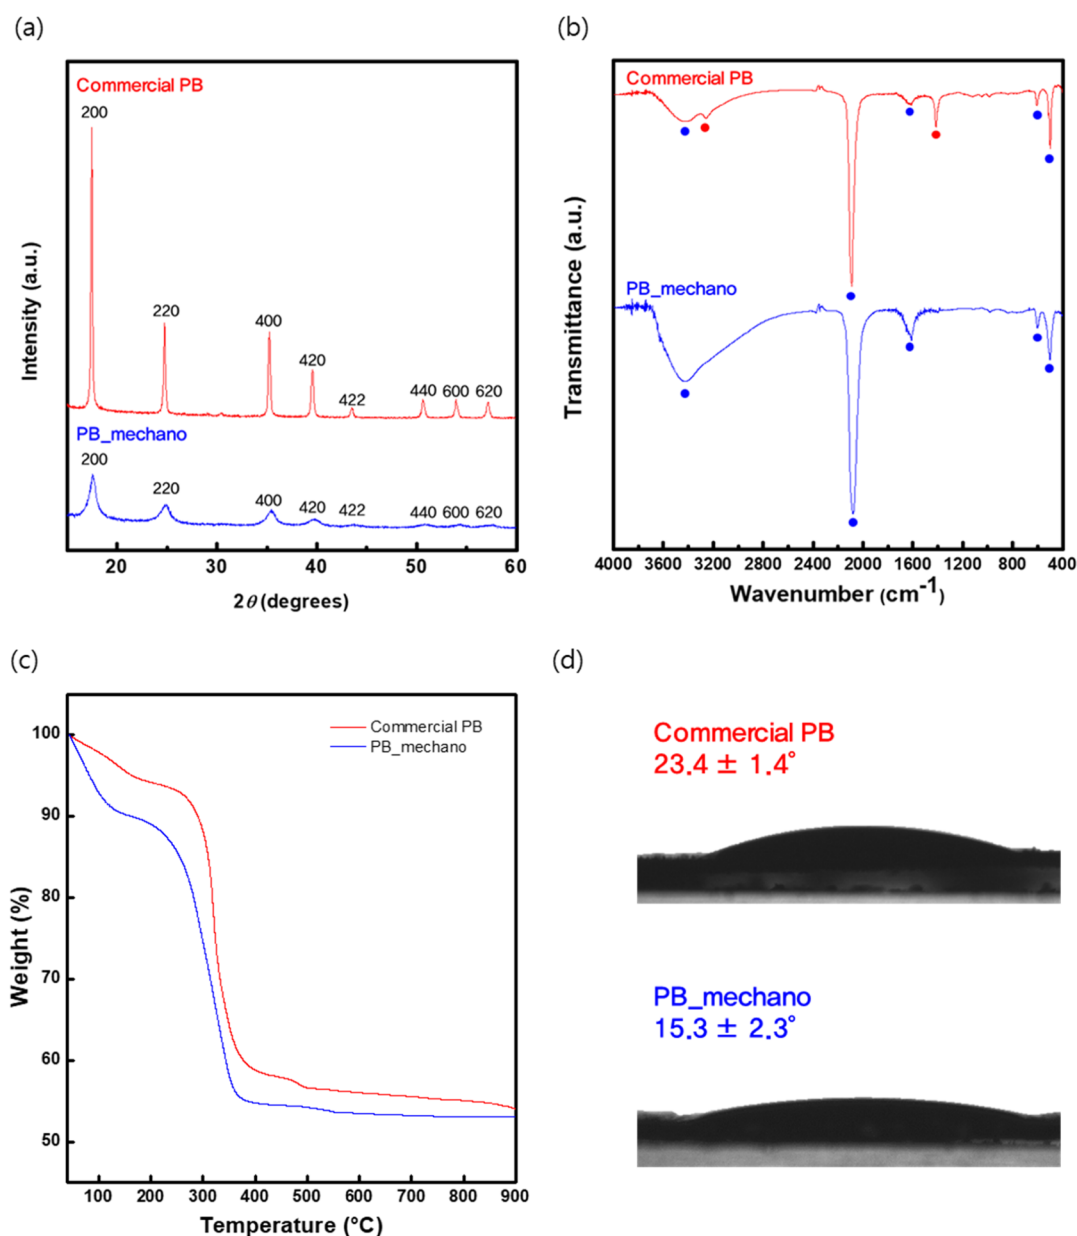 (a)
Commercial PB
200
220
400
420
422
440 600 620
PB_mechano
200
220
400 420 422 440 600 620
Intensity (a.u.)
20 30 40 50 60
2θ (degrees)
(b)
Commercial PB
PB_mechano
Transmittance (a.u.)
4000 3600 3200 2800 2400 2000 1600 1200 800 400
Wavenumber (cm-1)
(c)
Commercial PB
PB_mechano
100
90
80
70
60
50
Weight (%)
100 200 300 400 500 600 700 800 900
Temperature (°C)
(d)
Commercial PB
23.4 ± 1.4°
PB_mechano
15.3 ± 2.3°